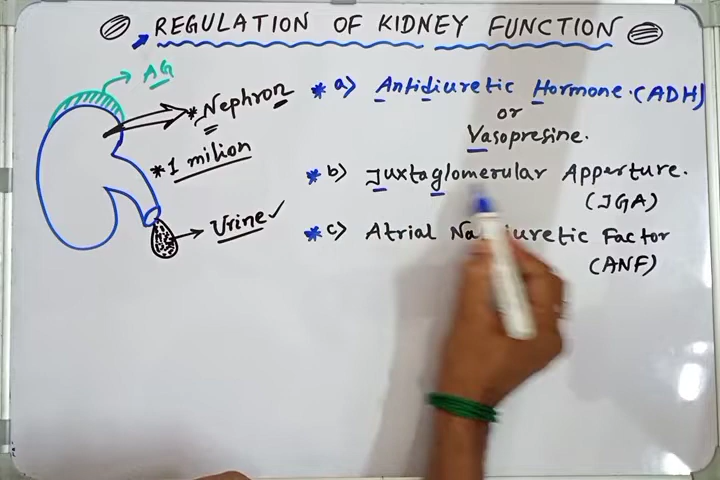 REGULATION OF KIDNEY FUNCTION
AG
*Nephron
*1 milion
Urine✓
*a) Antidiuretic Hormone.(ADH)
or
Vasopresine.
*b) Juxtaglomerular Apperture.
(JGA)
*c) Atrial Natriuretic Factor
(ANF)